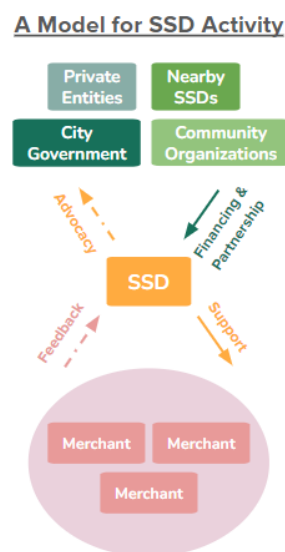 A Model for SSD Activity
Private
Entities
Nearby
SSDs
City
Government
Community
Organizations
Advocacy
Financing &
Partnership
SSD
Feedback
Support
Merchant
Merchant
Merchant